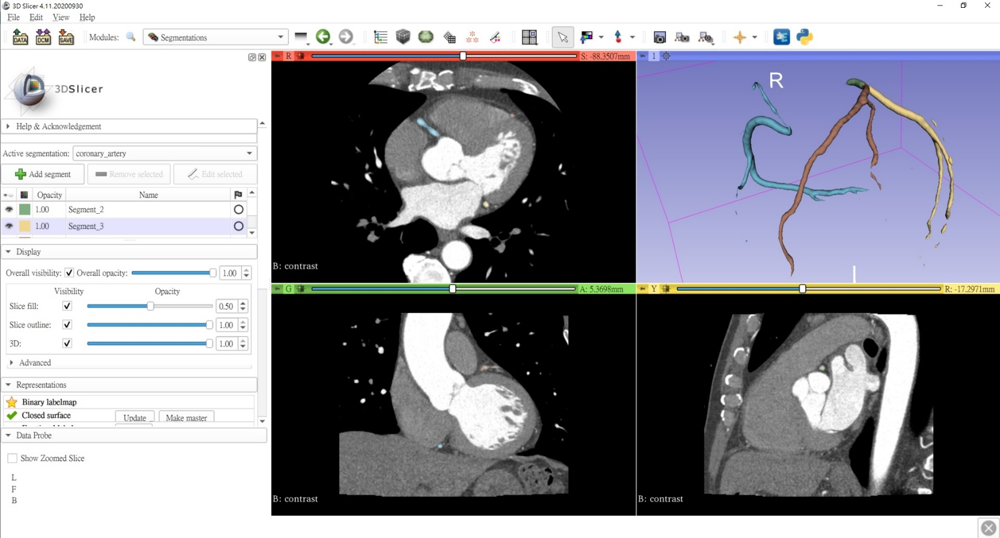 3D Slicer 4.11.20200930
File Edit View Help
DATA DCM SAVE Modules: Segmentations
R S: -88.3507mm
1
3DSlicer
R
Help & Acknowledgement
Active segmentation: coronary_artery
Add segment Remove selected Edit selected
Opacity Name
1.00 Segment_2
1.00 Segment_3
Display
Overall visibility: Overall opacity: 1.00
B: contrast
L
G A: 5.3698mm
Y R: -17.2971mm
Visibility Opacity
Slice fill: 0.50
Slice outline: 1.00
3D: 1.00
Advanced
Representations
Binary labelmap
Closed surface Update Make master
Data Probe
Show Zoomed Slice
L
F
B
B: contrast
B: contrast